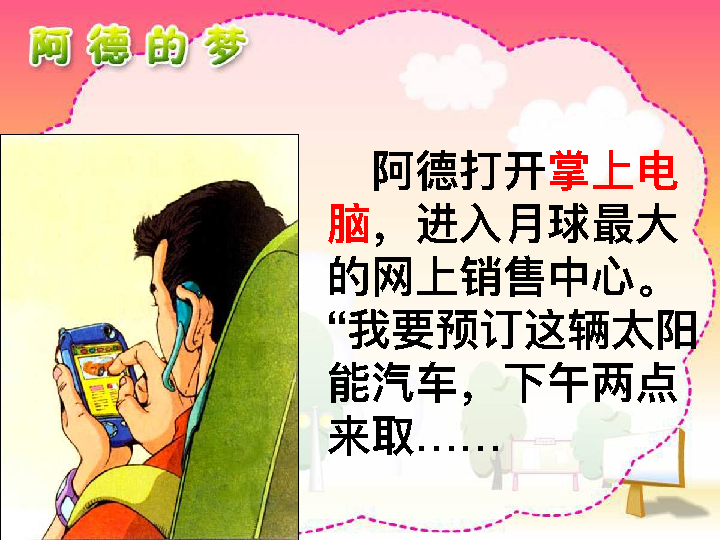 阿德的梦
阿德打开掌上电
脑，进入月球最大
的网上销售中心。
“我要预订这辆太阳
能汽车，下午两点
来取……